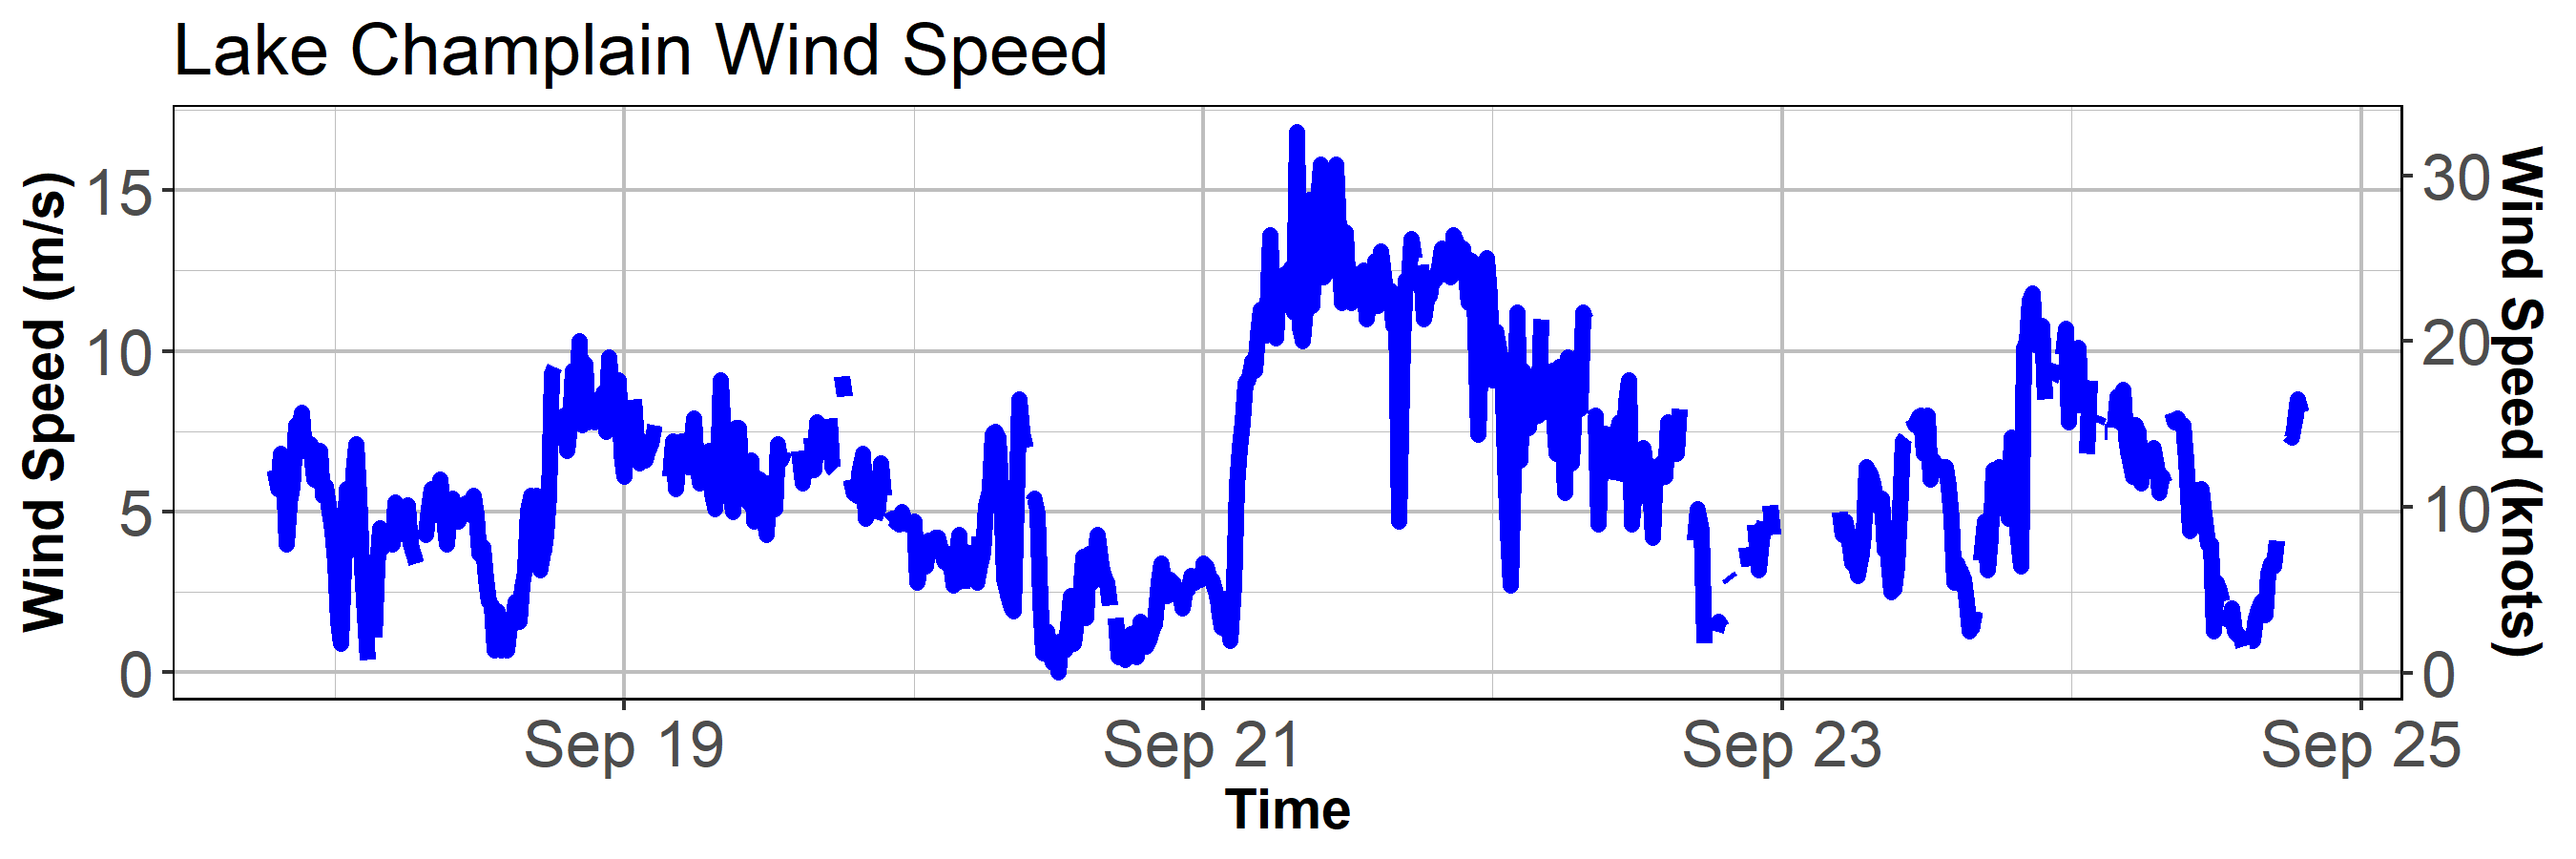 Lake Champlain Wind Speed
Wind Speed (m/s)
15
10
5
0
30
20
10
0
Wind Speed (knots)
Sep 19
Sep 21
Sep 23
Sep 25
Time